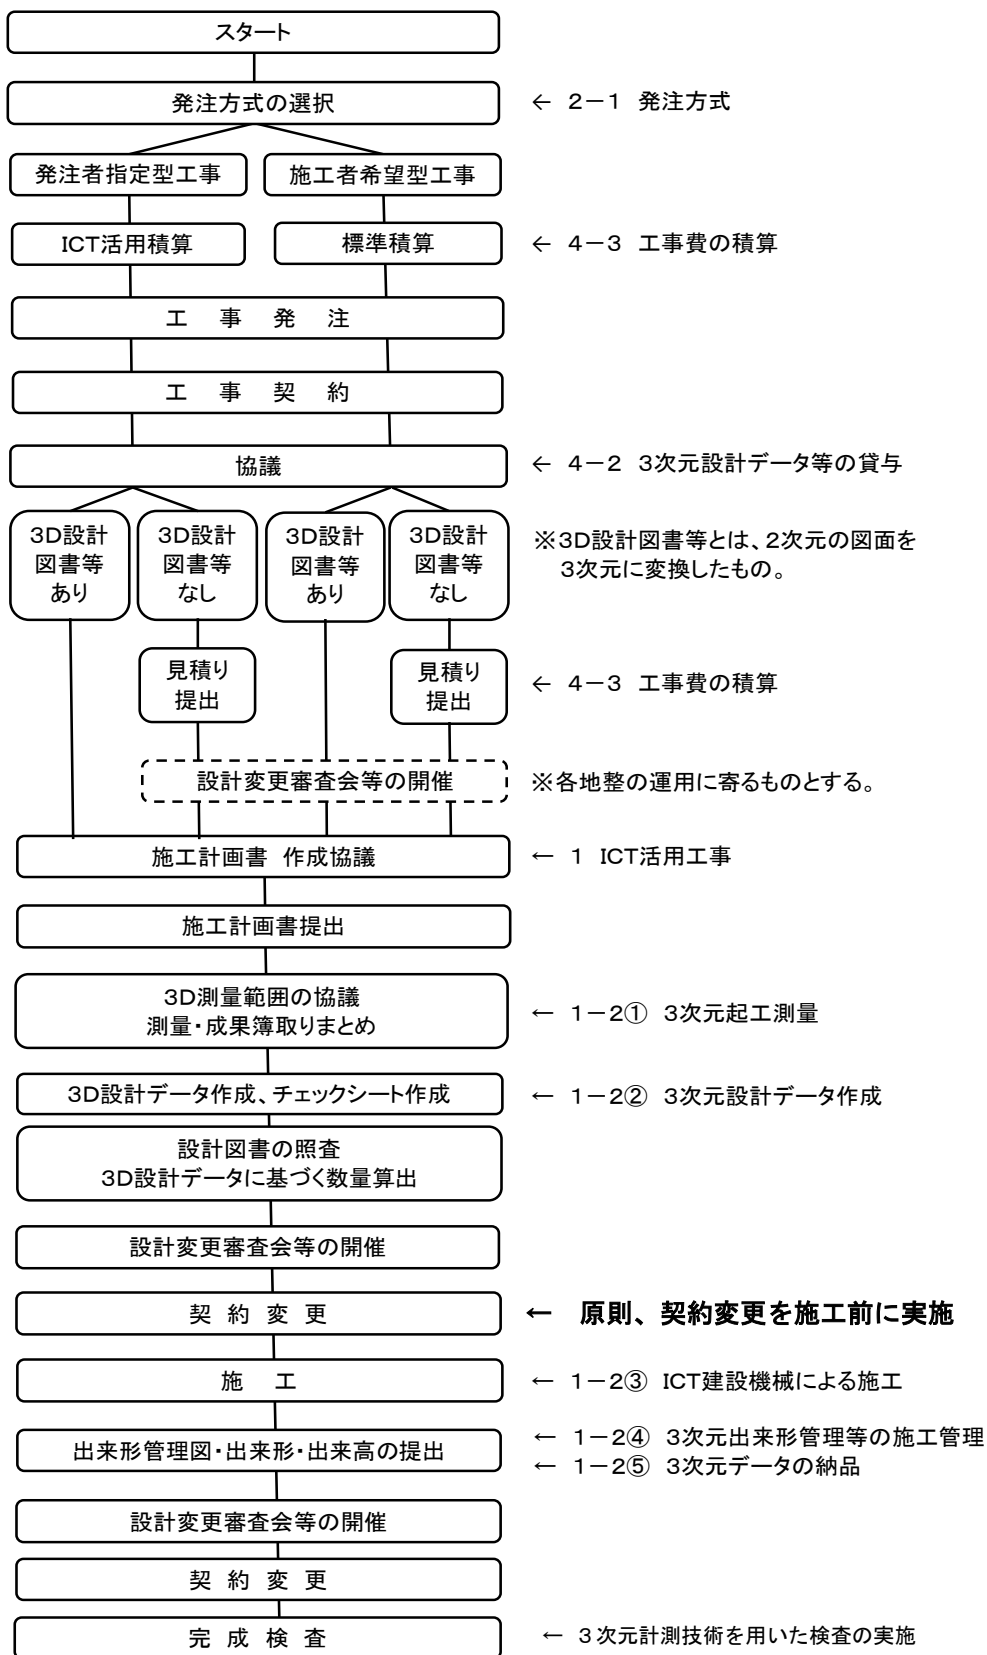 スタート
発注方式の選択
← 2－1 発注方式
発注者指定型工事
施工者希望型工事
ICT活用積算
標準積算
← 4－3 工事費の積算
工 事 発 注
工 事 契 約
協議
← 4－2 3次元設計データ等の貸与
3D設計
図書等
あり
3D設計
図書等
なし
3D設計
図書等
あり
3D設計
図書等
なし
※3D設計図書等とは、2次元の図面を
3次元に変換したもの。
見積り
提出
見積り
提出
← 4－3 工事費の積算
設計変更審査会等の開催
※各地整の運用に寄るものとする。
施工計画書 作成協議
← 1 ICT活用工事
施工計画書提出
3D測量範囲の協議
測量・成果簿取りまとめ
← 1－2① 3次元起工測量
3D設計データ作成、チェックシート作成
← 1－2② 3次元設計データ作成
設計図書の照査
3D設計データに基づく数量算出
設計変更審査会等の開催
契 約 変 更
← 原則、契約変更を施工前に実施
施 工
← 1－2③ ICT建設機械による施工
出来形管理図・出来形・出来高の提出
← 1－2④ 3次元出来形管理等の施工管理
← 1－2⑤ 3次元データの納品
設計変更審査会等の開催
契 約 変 更
完 成 検 査
← 3次元計測技術を用いた検査の実施